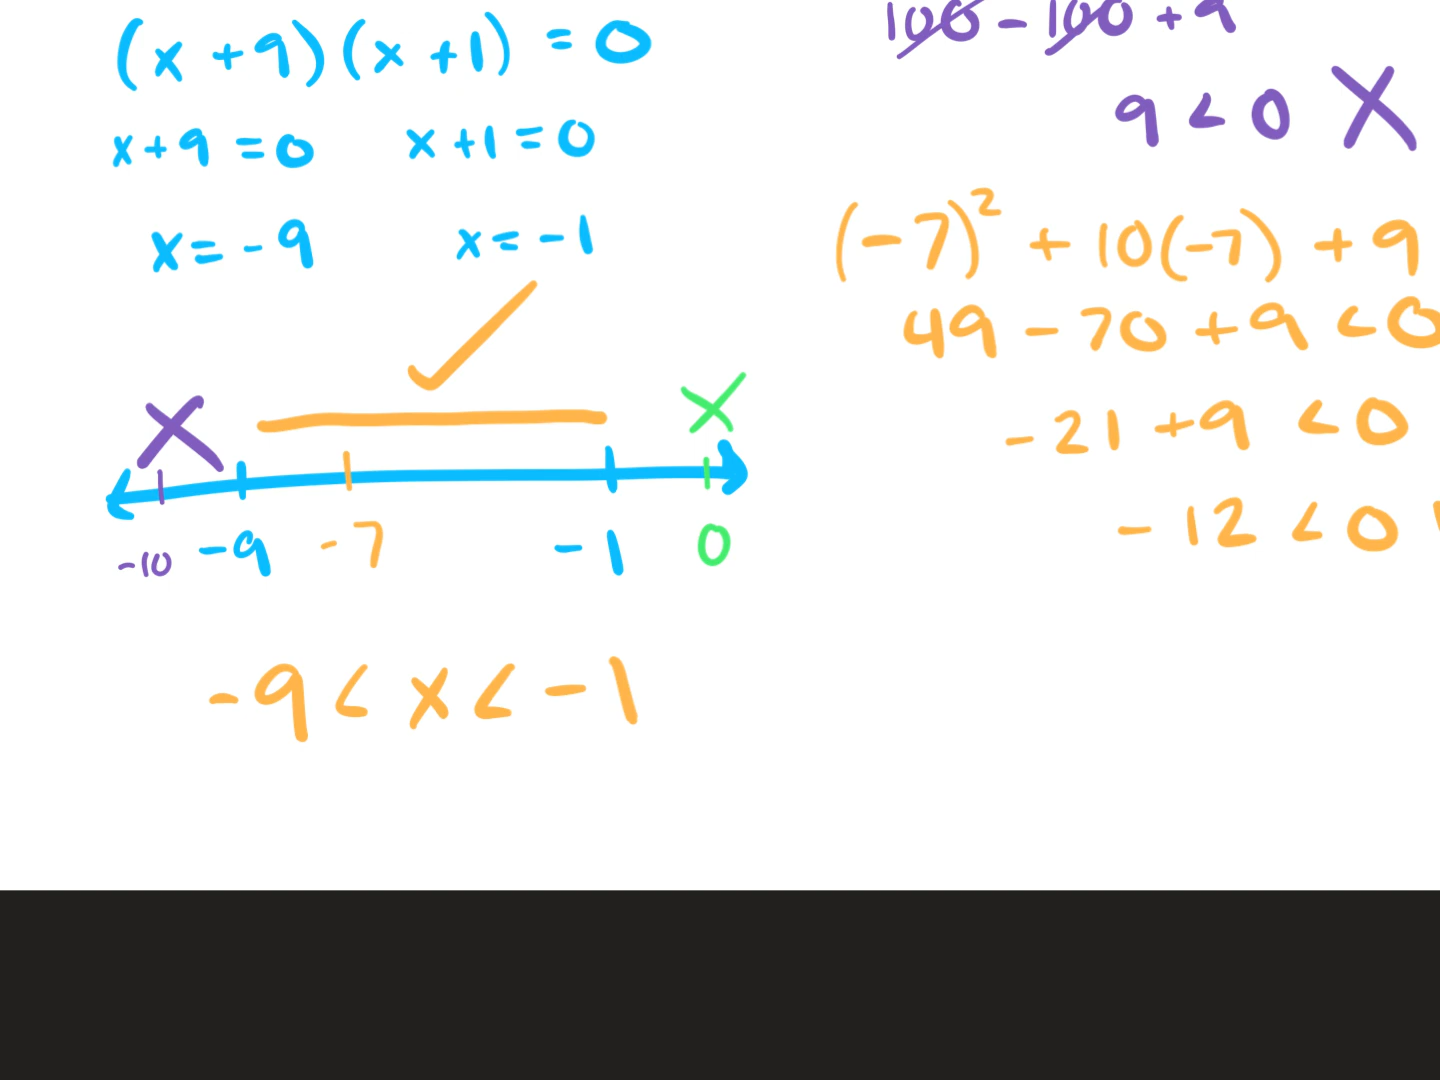 (x + 9)(x + 1) = 0
x + 9 = 0 x + 1 = 0
x = -9 x = -1
-10 -9 -7 -1 0
-9 < x < -1
100 - 100 + 9
9 < 0 X
(-7)² + 10(-7) + 9
49 - 70 + 9 < 0
-21 + 9 < 0
-12 < 0